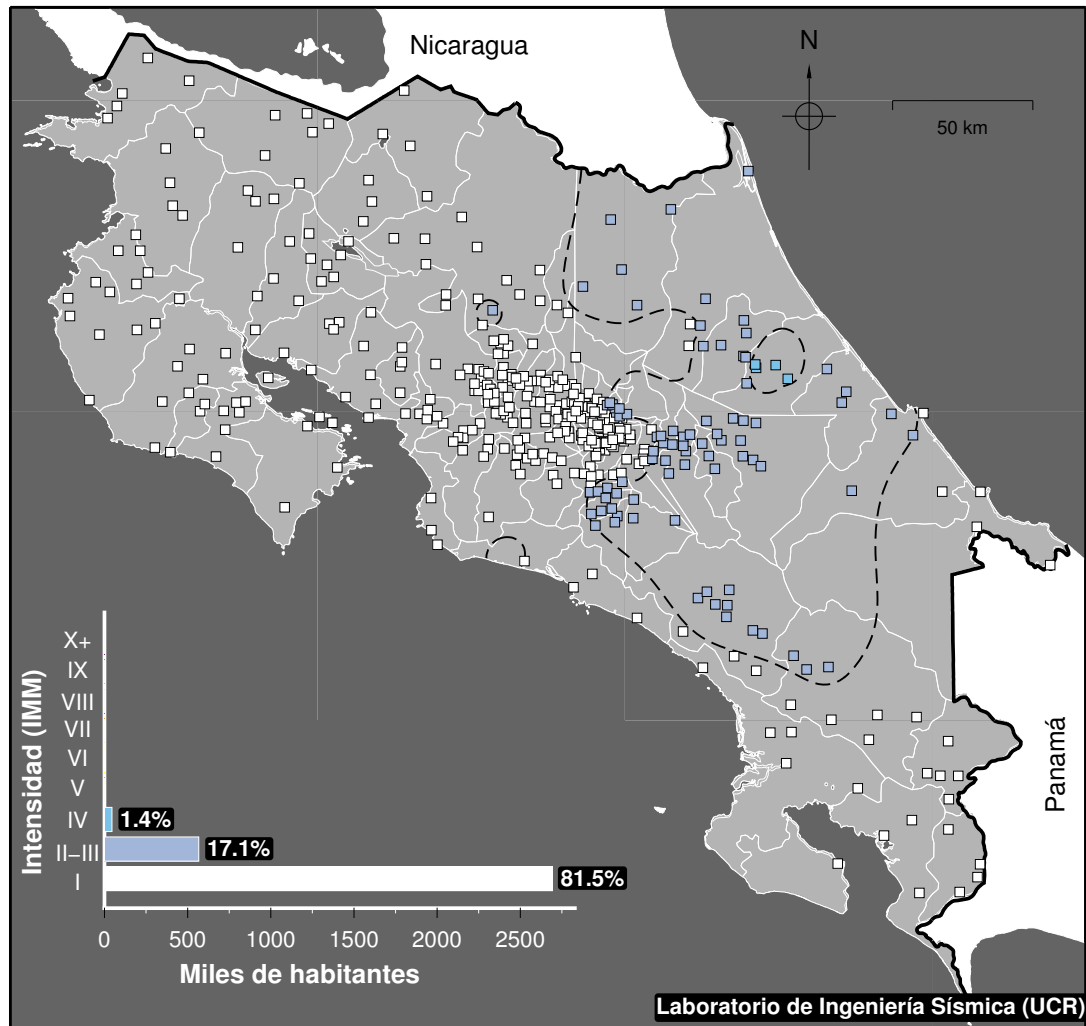 Nicaragua
N
50 km
Panamá
Intensidad (IMM)
X+
IX
VIII
VII
VI
V
IV
II−III
I
1.4%
17.1%
81.5%
0 500 1000 1500 2000 2500
Miles de habitantes
Laboratorio de Ingeniería Sísmica (UCR)